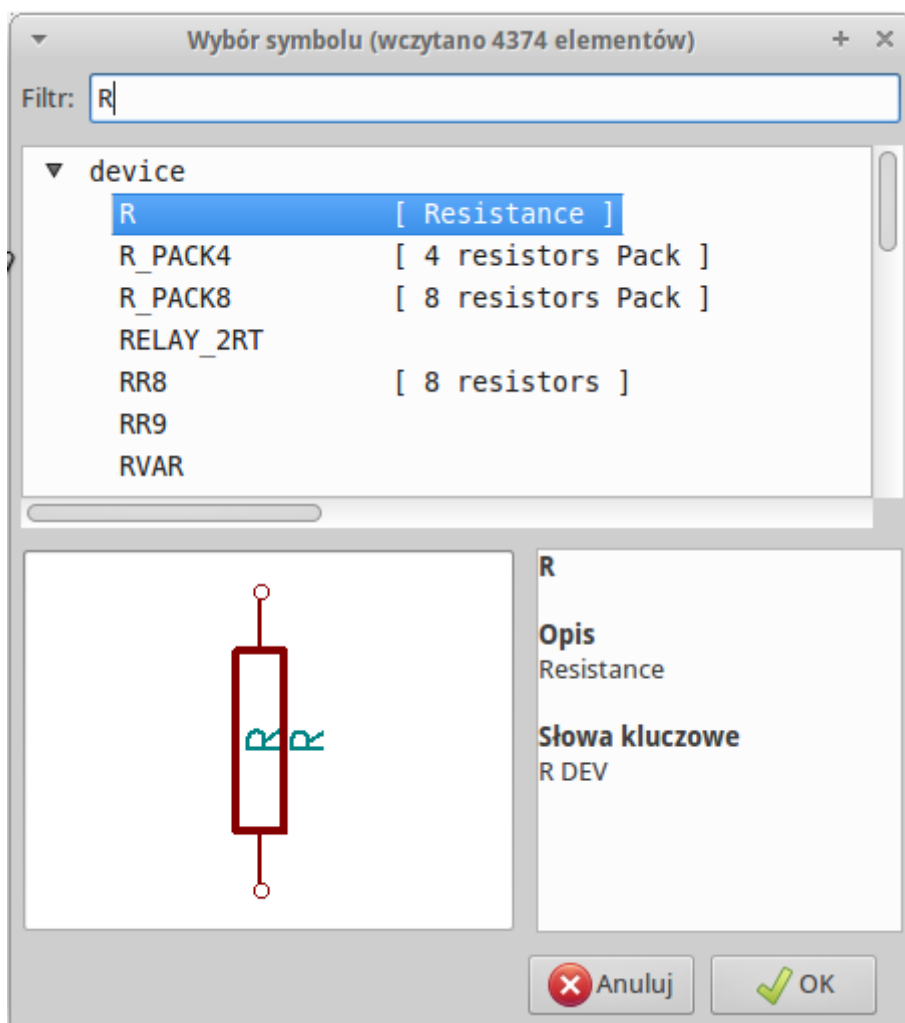 Wybór symbolu (wczytano 4374 elementów)
Filtr: R
device
R [ Resistance ]
R_PACK4 [ 4 resistors Pack ]
R_PACK8 [ 8 resistors Pack ]
RELAY_2RT
RR8 [ 8 resistors ]
RR9
RVAR
R R
R
Opis
Resistance
Słowa kluczowe
R DEV
Anuluj OK